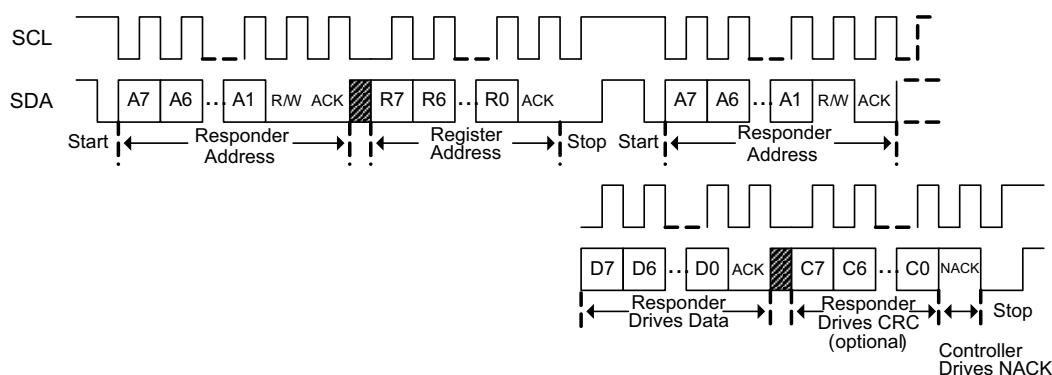 SCL
SDA
A7 A6 ... A1 R/W ACK R7 R6 ... R0 ACK A7 A6 ... A1 R/W ACK
Start Responder Address Register Address Stop Start Responder Address
D7 D6 ... D0 ACK C7 C6 ... C0 NACK
Responder
Drives Data
Responder
Drives CRC
(optional)
Stop
Controller
Drives NACK